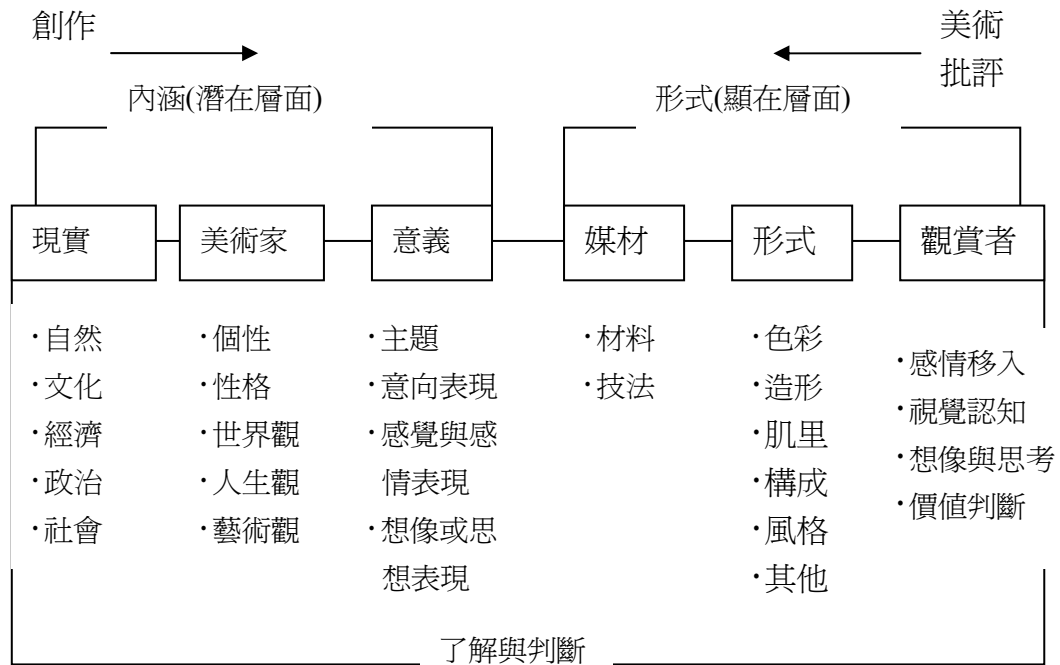 創作
美術
批評
內涵(潛在層面)
形式(顯在層面)
現實
美術家
意義
媒材
形式
觀賞者
·自然
·文化
·經濟
·政治
·社會
·個性
·性格
·世界觀
·人生觀
·藝術觀
·主題
·意向表現
·感覺與感
情表現
·想像或思
想表現
·材料
·技法
·色彩
·造形
·肌里
·構成
·風格
·其他
·感情移入
·視覺認知
·想像與思考
·價值判斷
了解與判斷